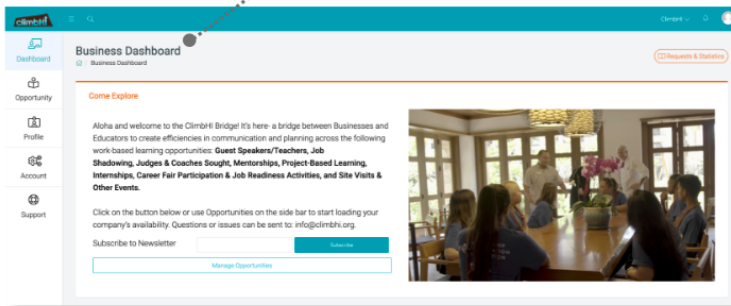 climbHI
ClimbHI
Dashboard
Business Dashboard
Business Dashboard
Requests & Statistics
Opportunity
Profile
Account
Support
Come Explore
Aloha and welcome to the ClimbHI Bridge! It's here- a bridge between Businesses and
Educators to create efficiencies in communication and planning across the following
work-based learning opportunities: Guest Speakers/Teachers, Job
Shadowing, Judges & Coaches Sought, Mentorships, Project-Based Learning,
Internships, Career Fair Participation & Job Readiness Activities, and Site Visits &
Other Events.
Click on the button below or use Opportunities on the side bar to start loading your
company's availability. Questions or issues can be sent to: info@climbhi.org.
Subscribe to Newsletter
Subscribe
Manage Opportunities